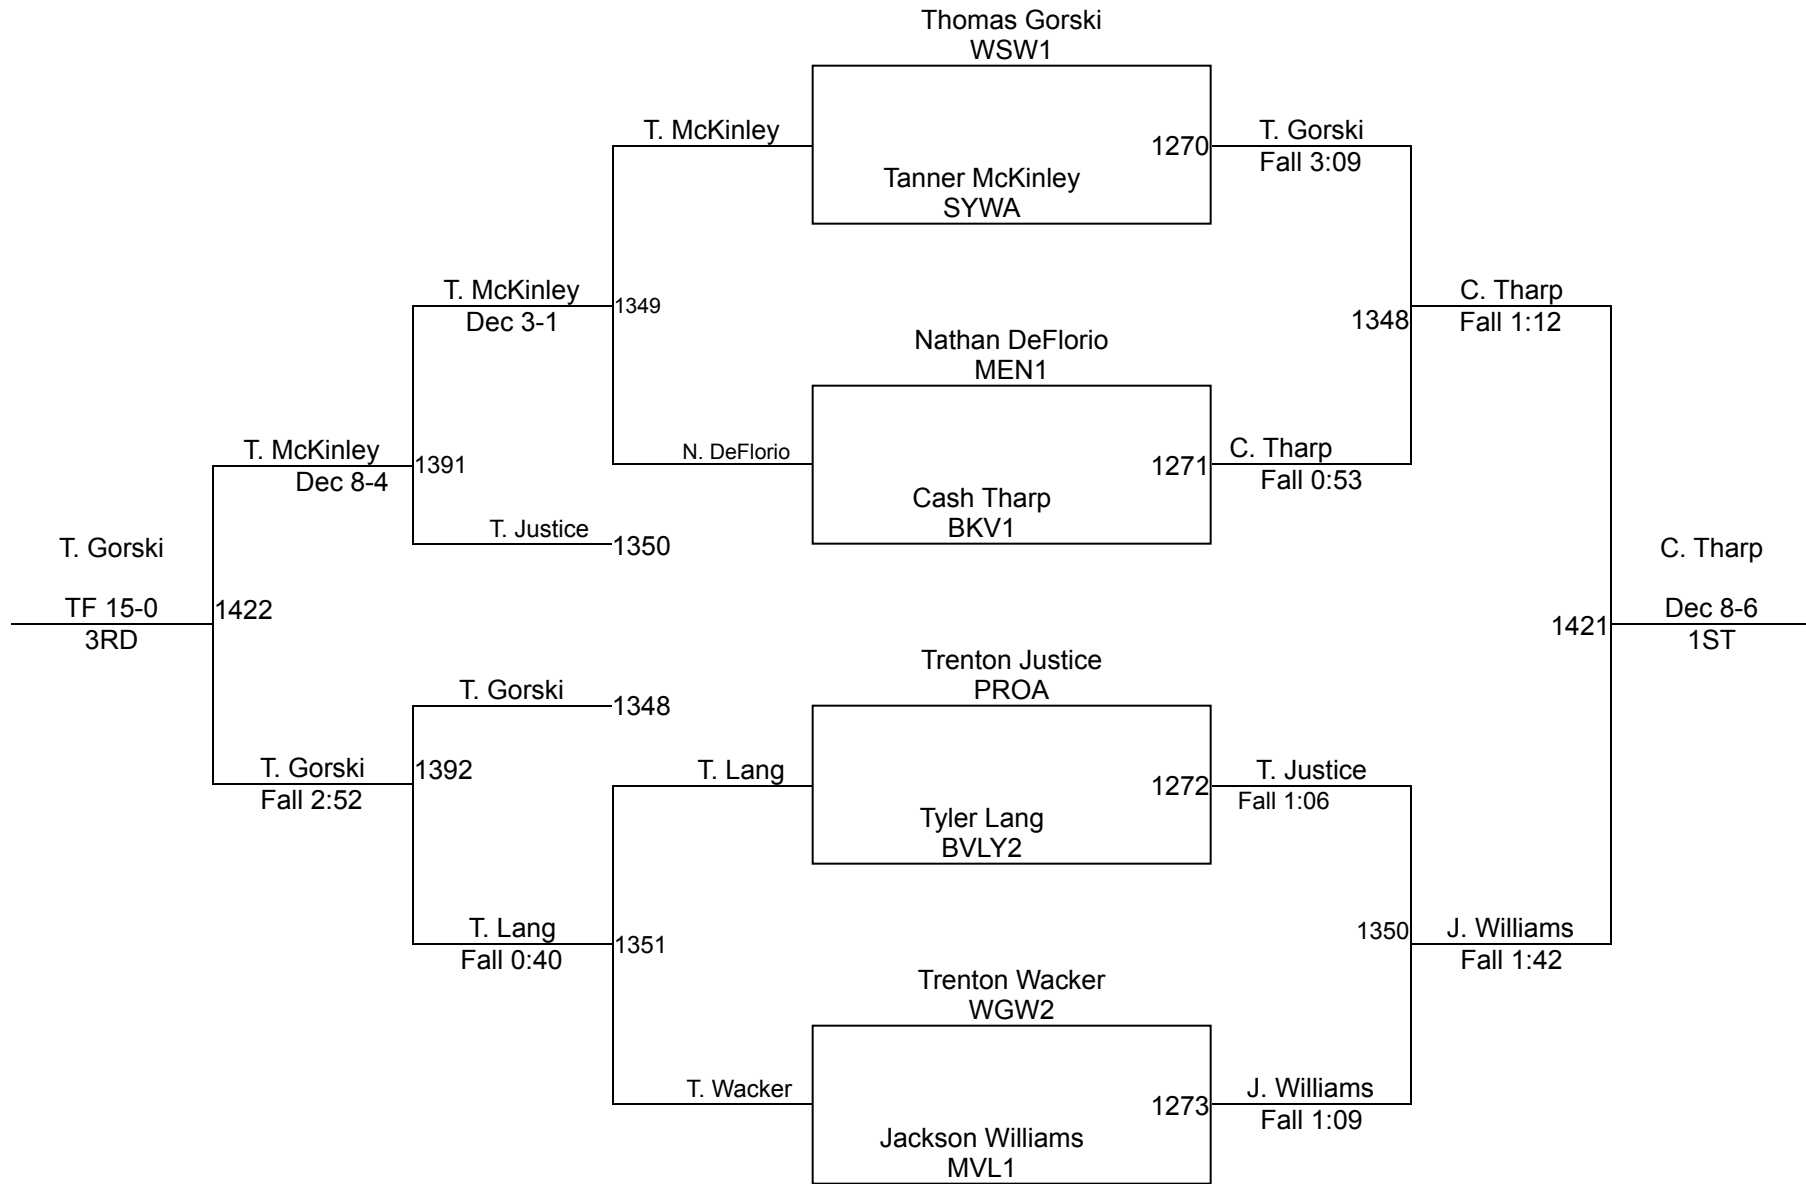 Thomas Gorski
WSW1
T. McKinley
1270
T. Gorski
Fall 3:09
Tanner McKinley
SYWA
T. McKinley
Dec 3-1
1349
C. Tharp
Fall 1:12
1348
Nathan DeFlorio
MEN1
T. McKinley
Dec 8-4
1391
N. DeFlorio
1271
C. Tharp
Fall 0:53
Cash Tharp
BKV1
T. Justice
1350
T. Gorski
TF 15-0
3RD
1422
C. Tharp
Dec 8-6
1ST
1421
Trenton Justice
PROA
T. Gorski
1348
T. Gorski
Fall 2:52
1392
T. Lang
1272
T. Justice
Fall 1:06
Tyler Lang
BVLY2
T. Lang
Fall 0:40
1351
1350
J. Williams
Fall 1:42
Trenton Wacker
WGW2
T. Wacker
1273
J. Williams
Fall 1:09
Jackson Williams
MVL1